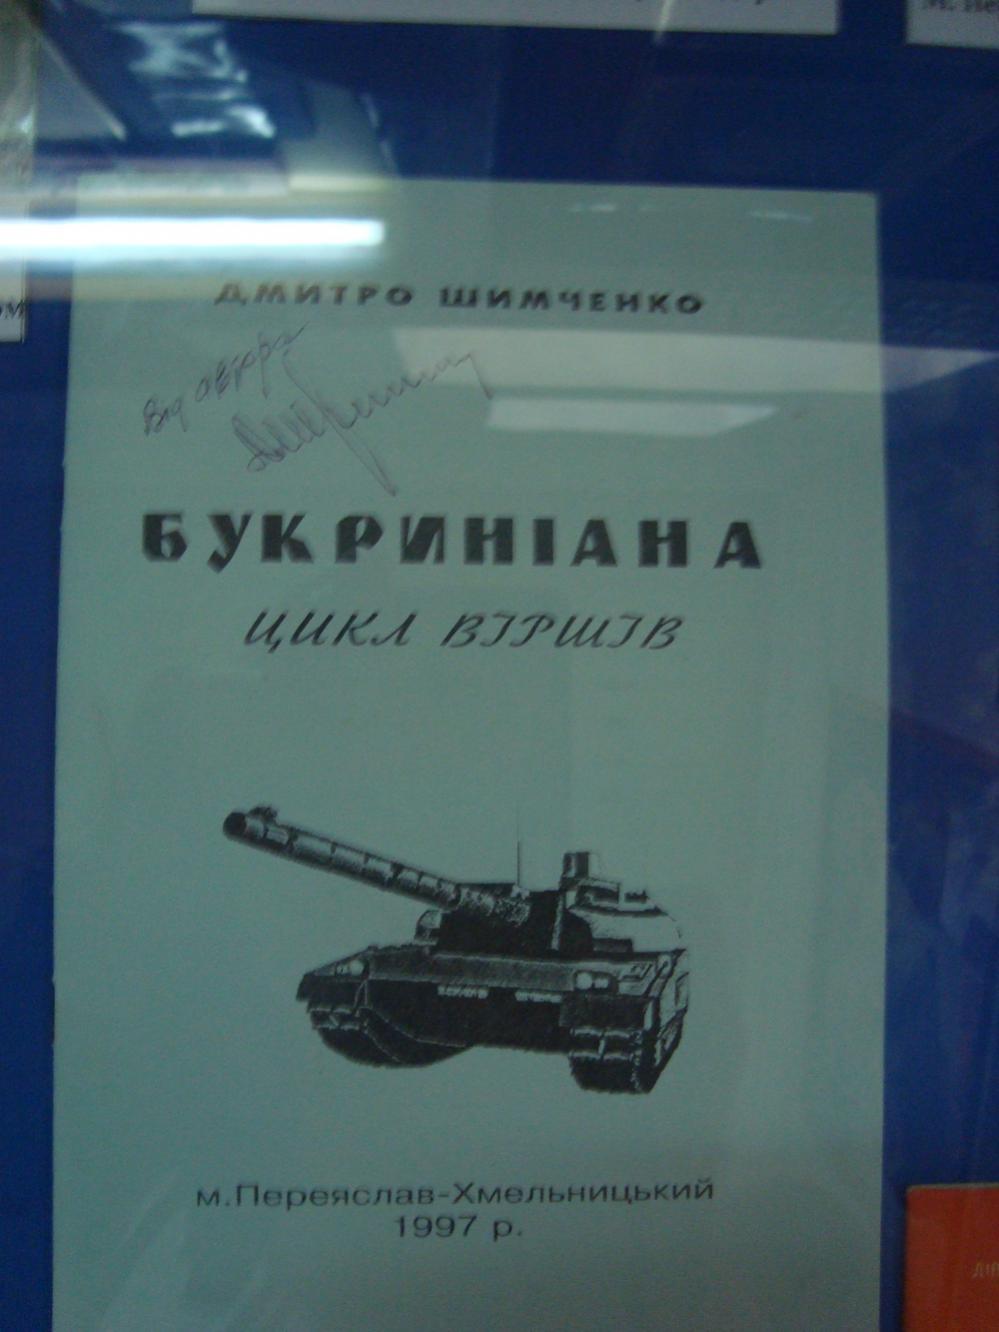 ДМИТРО ШИМЧЕНКО
Від автора
БУКРИНІАНА
ЦИКЛ ВІРШІВ
м.Переяслав-Хмельницький
1997 р.